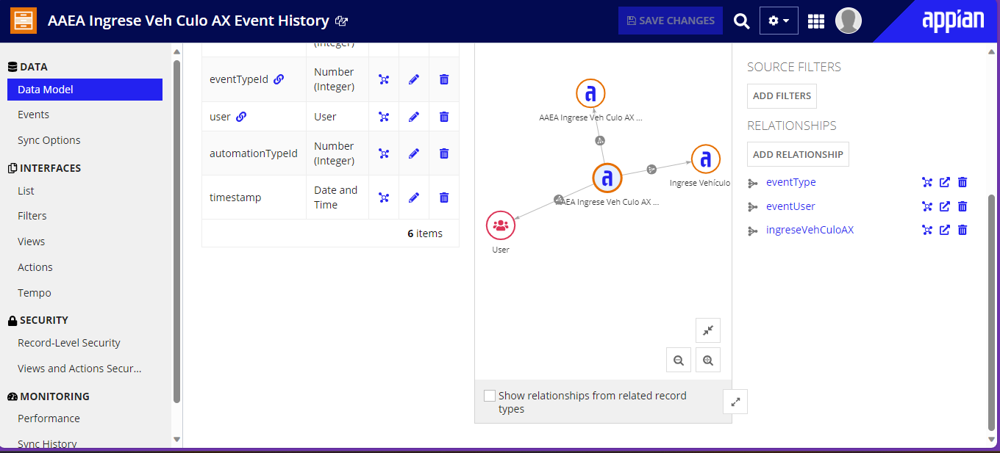 AAEA Ingrese Veh Culo AX Event History
SAVE CHANGES
appian
DATA
Data Model
Events
Sync Options
INTERFACES
List
Filters
Views
Actions
Tempo
SECURITY
Record-Level Security
Views and Actions Secur...
MONITORING
Performance
Sync History
(Integer)
eventTypeId
Number
(Integer)
user
User
automationTypeId
Number
(Integer)
timestamp
Date and
Time
6 items
AAEA Ingrese Veh Culo AX ...
Ingrese Vehículo
AAEA Ingrese Veh Culo AX ...
User
Show relationships from related record
types
SOURCE FILTERS
ADD FILTERS
RELATIONSHIPS
ADD RELATIONSHIP
eventType
eventUser
ingreseVehCuloAX